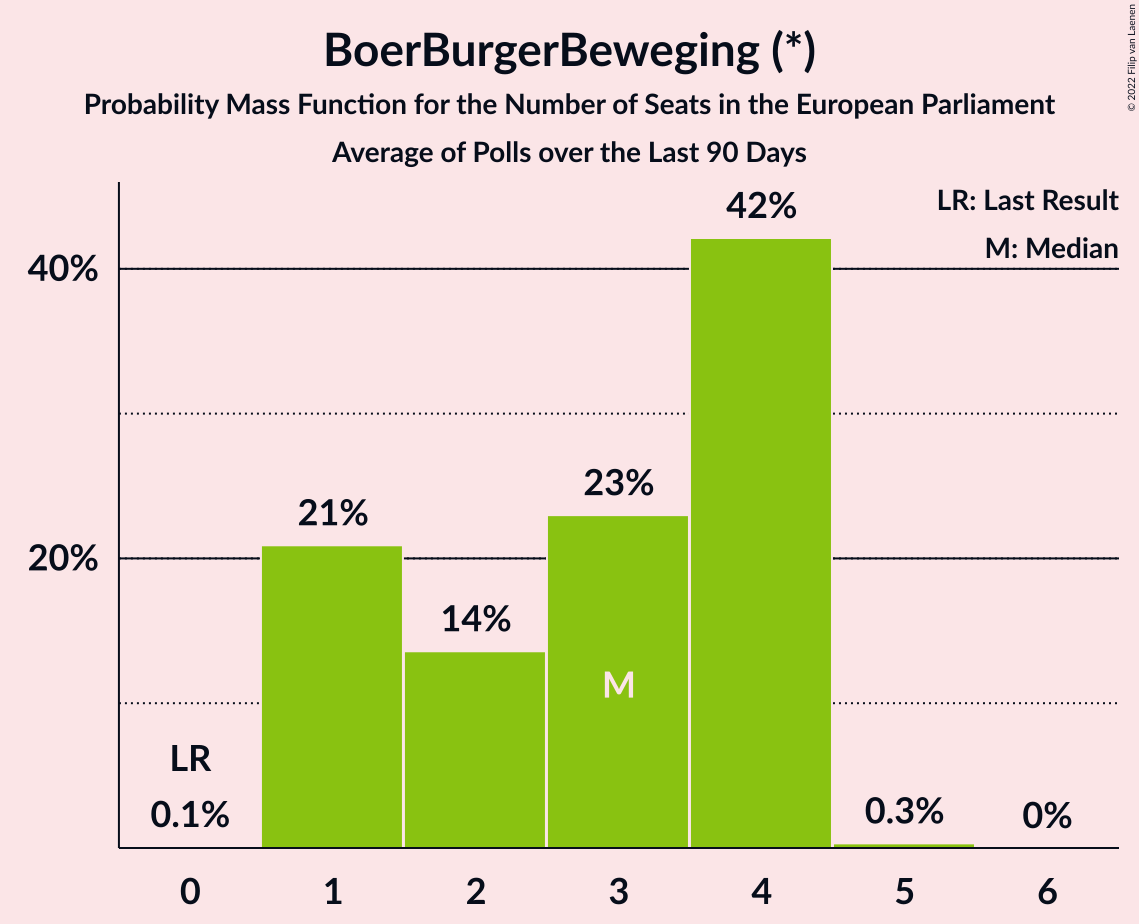 BoerBurgerBeweging (*)
Probability Mass Function for the Number of Seats in the European Parliament
Average of Polls over the Last 90 Days
© 2022 Filip van Laenen
LR: Last Result
M: Median
42%
40%
23%
21%
20%
14%
M
LR
0.1%
0.3%
0%
0 1 2 3 4 5 6